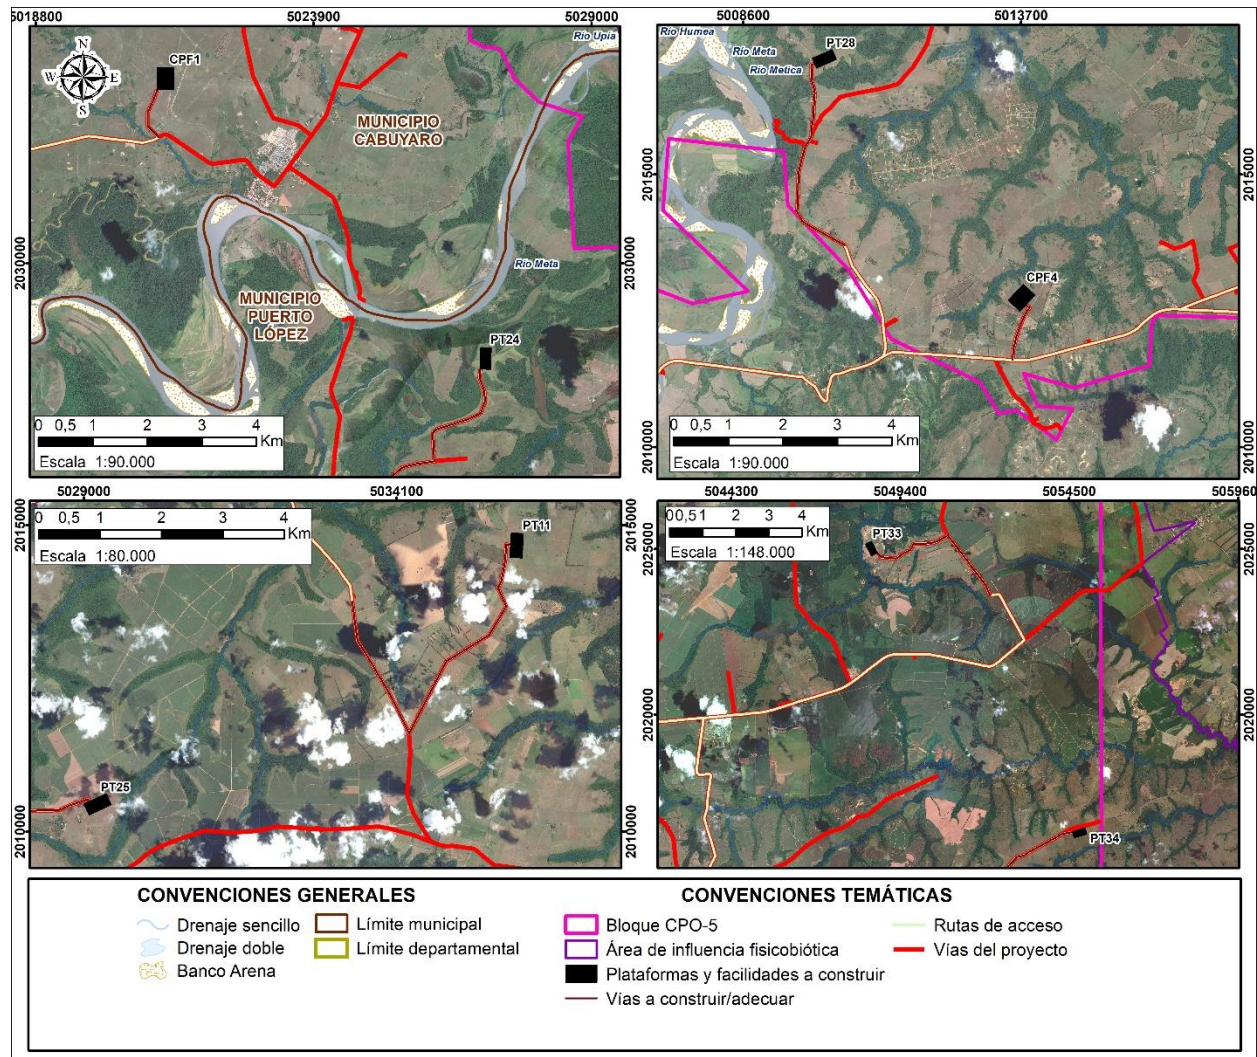 5018800 5023900 5029000
Río Upía
N
W E
S
CPF1
MUNICIPIO
CABUYARO
2030000
2030000
Río Meta
MUNICIPIO
PUERTO
LÓPEZ
PT24
0 0,5 1 2 3 4
Km
Escala 1:90.000
5008600 5013700
Río Humea
Río Meta
Río Metica
PT28
2015000
2015000
CPF4
2010000
2010000
0 0,5 1 2 3 4
Km
Escala 1:90.000
5029000 5034100
0 0,5 1 2 3 4
Km
Escala 1:80.000
2015000
2015000
PT11
PT25
2010000
2010000
5044300 5049400 5054500 505960
0 0,51 2 3 4
Km
Escala 1:148.000
PT33
2025000
2025000
2020000
2020000
PT34
CONVENCIONES GENERALES
Drenaje sencillo
Límite municipal
Drenaje doble
Límite departamental
Banco Arena
CONVENCIONES TEMÁTICAS
Bloque CPO-5
Rutas de acceso
Área de influencia fisicobiótica
Vías del proyecto
Plataformas y facilidades a construir
Vías a construir/adecuar